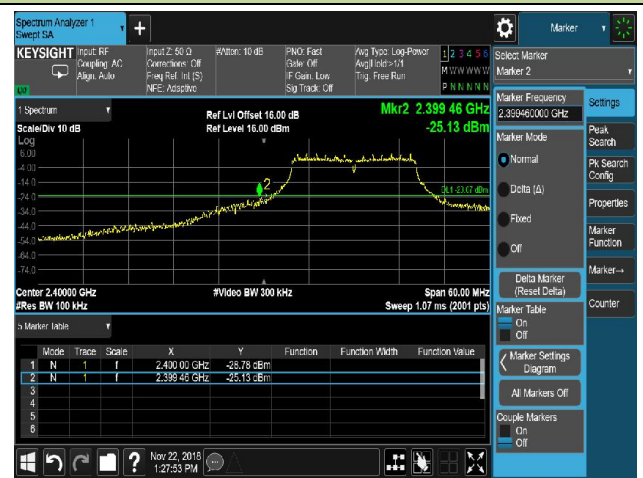 Spectrum Analyzer 1
Swept SA
Marker
KEYSIGHT
Input: RF
Coupling: AC
Align: Auto
Input Z: 50 Ω
Corrections: Off
Freq Ref: Int (S)
NFE: Adaptive
#Atten: 10 dB
PNO: Fast
Gate: Off
IF Gain: Low
Sig Track: Off
Avg Type: Log-Power
Avg|Hold:>1/1
Trig: Free Run
1 2 3 4 5 6
M W W W W W
P N N N N N
Select Marker
Marker 2
1 Spectrum
Ref Lvl Offset 16.00 dB
Mkr2 2.399 46 GHz
Scale/Div 10 dB
Ref Level 16.00 dBm
-25.13 dBm
Log
6.00
-4.00
-14.0
-24.0
-34.0
-44.0
-54.0
-64.0
-74.0
2
DL1 -23.07 dBm
Center 2.40000 GHz
#Video BW 300 kHz
Span 60.00 MHz
#Res BW 100 kHz
Sweep 1.07 ms (2001 pts)
5 Marker Table
Mode Trace Scale X Y Function Function Width Function Value
1 N 1 f 2.400 00 GHz -28.78 dBm
2 N 1 f 2.399 46 GHz -25.13 dBm
3
4
5
6
Marker Frequency
2.399460000 GHz
Marker Mode
Normal
Delta (Δ)
Fixed
Off
Delta Marker
(Reset Delta)
Marker Table
On
Off
Marker Settings
Diagram
All Markers Off
Couple Markers
On
Off
Settings
Peak
Search
Pk Search
Config
Properties
Marker
Function
Marker→
Counter
?
Nov 22, 2018
1:27:53 PM